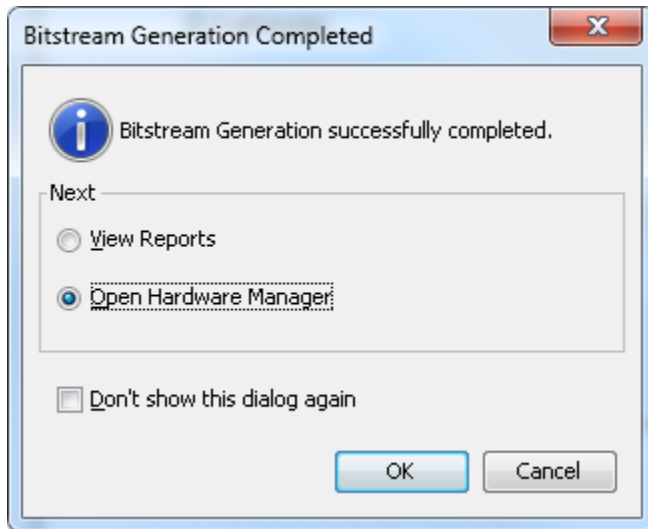 Bitstream Generation Completed
Bitstream Generation successfully completed.
Next
View Reports
Open Hardware Manager
Don't show this dialog again
OK
Cancel